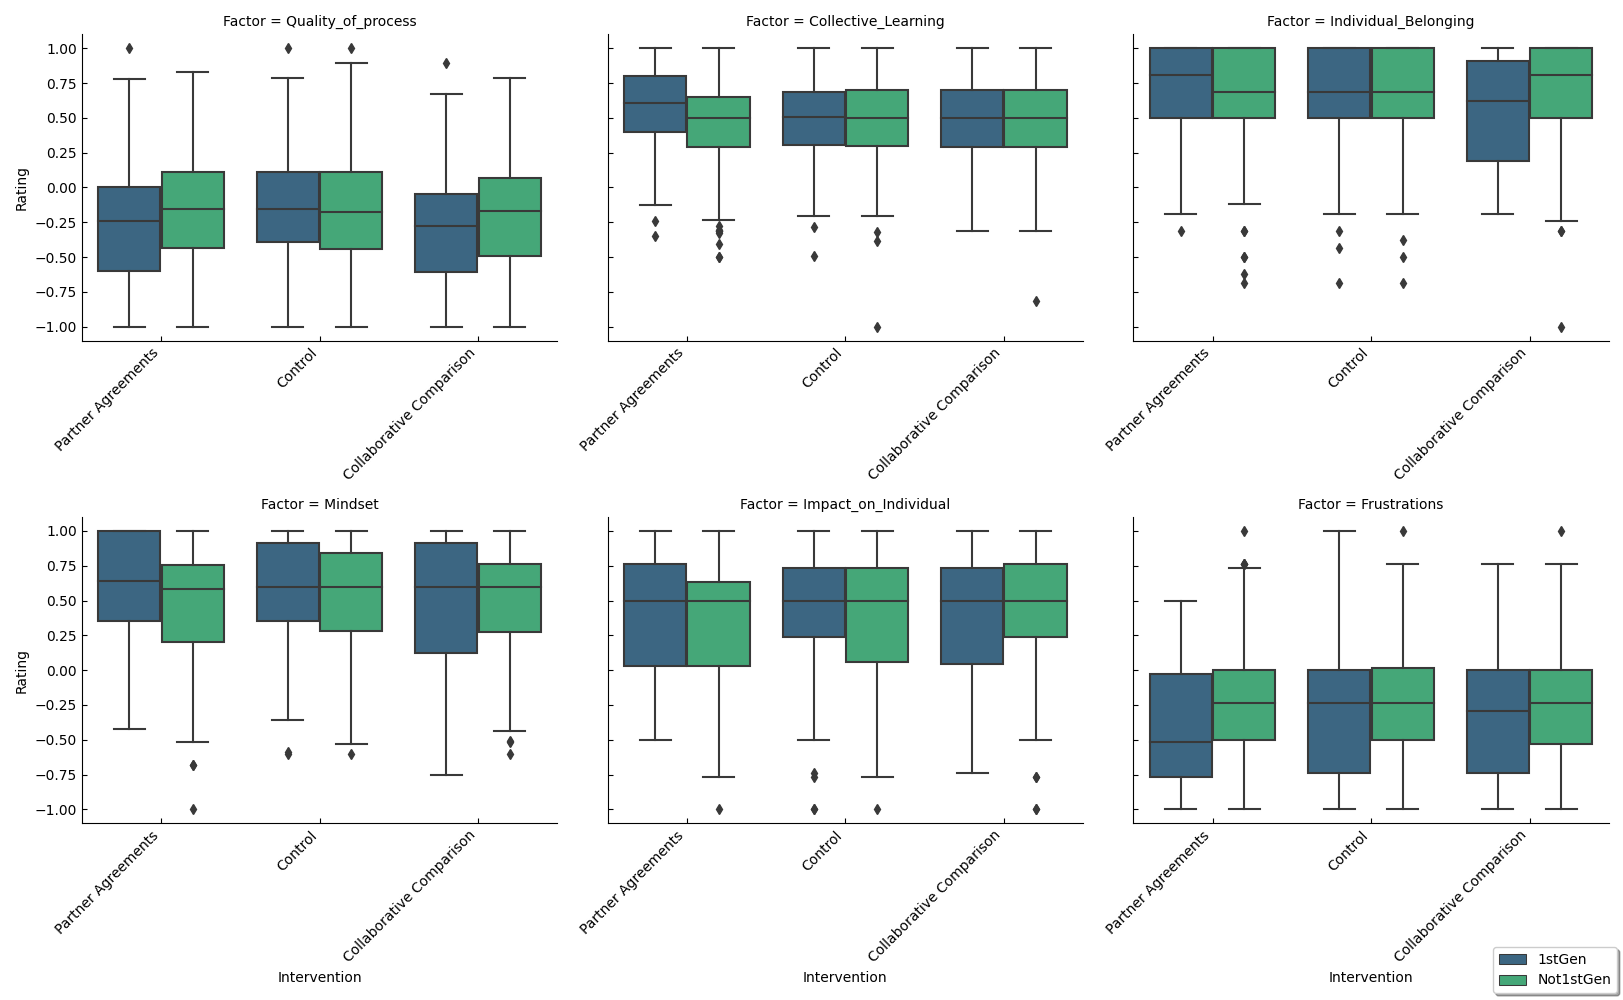 Factor = Quality_of_process
Factor = Collective_Learning
Factor = Individual_Belonging
1.00
0.75
0.50
0.25
0.00
−0.25
−0.50
−0.75
−1.00
Rating
Partner Agreements
Control
Collaborative Comparison
Partner Agreements
Control
Collaborative Comparison
Partner Agreements
Control
Collaborative Comparison
Factor = Mindset
Factor = Impact_on_Individual
Factor = Frustrations
1.00
0.75
0.50
0.25
0.00
−0.25
−0.50
−0.75
−1.00
Rating
Partner Agreements
Control
Collaborative Comparison
Partner Agreements
Control
Collaborative Comparison
Partner Agreements
Control
Collaborative Comparison
Intervention
Intervention
Intervention
1stGen
Not1stGen